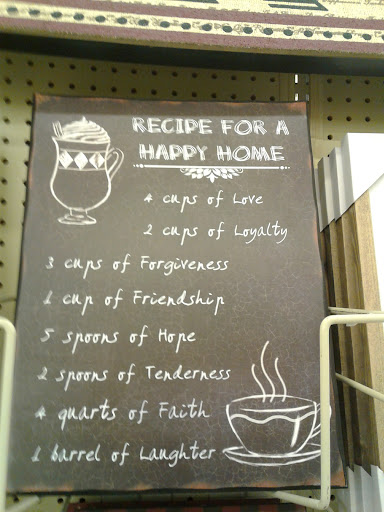 RECIPE FOR A
HAPPY HOME
4 cups of Love
2 cups of Loyalty
3 cups of Forgiveness
1 cup of Friendship
5 spoons of Hope
2 spoons of Tenderness
4 quarts of Faith
1 barrel of Laughter